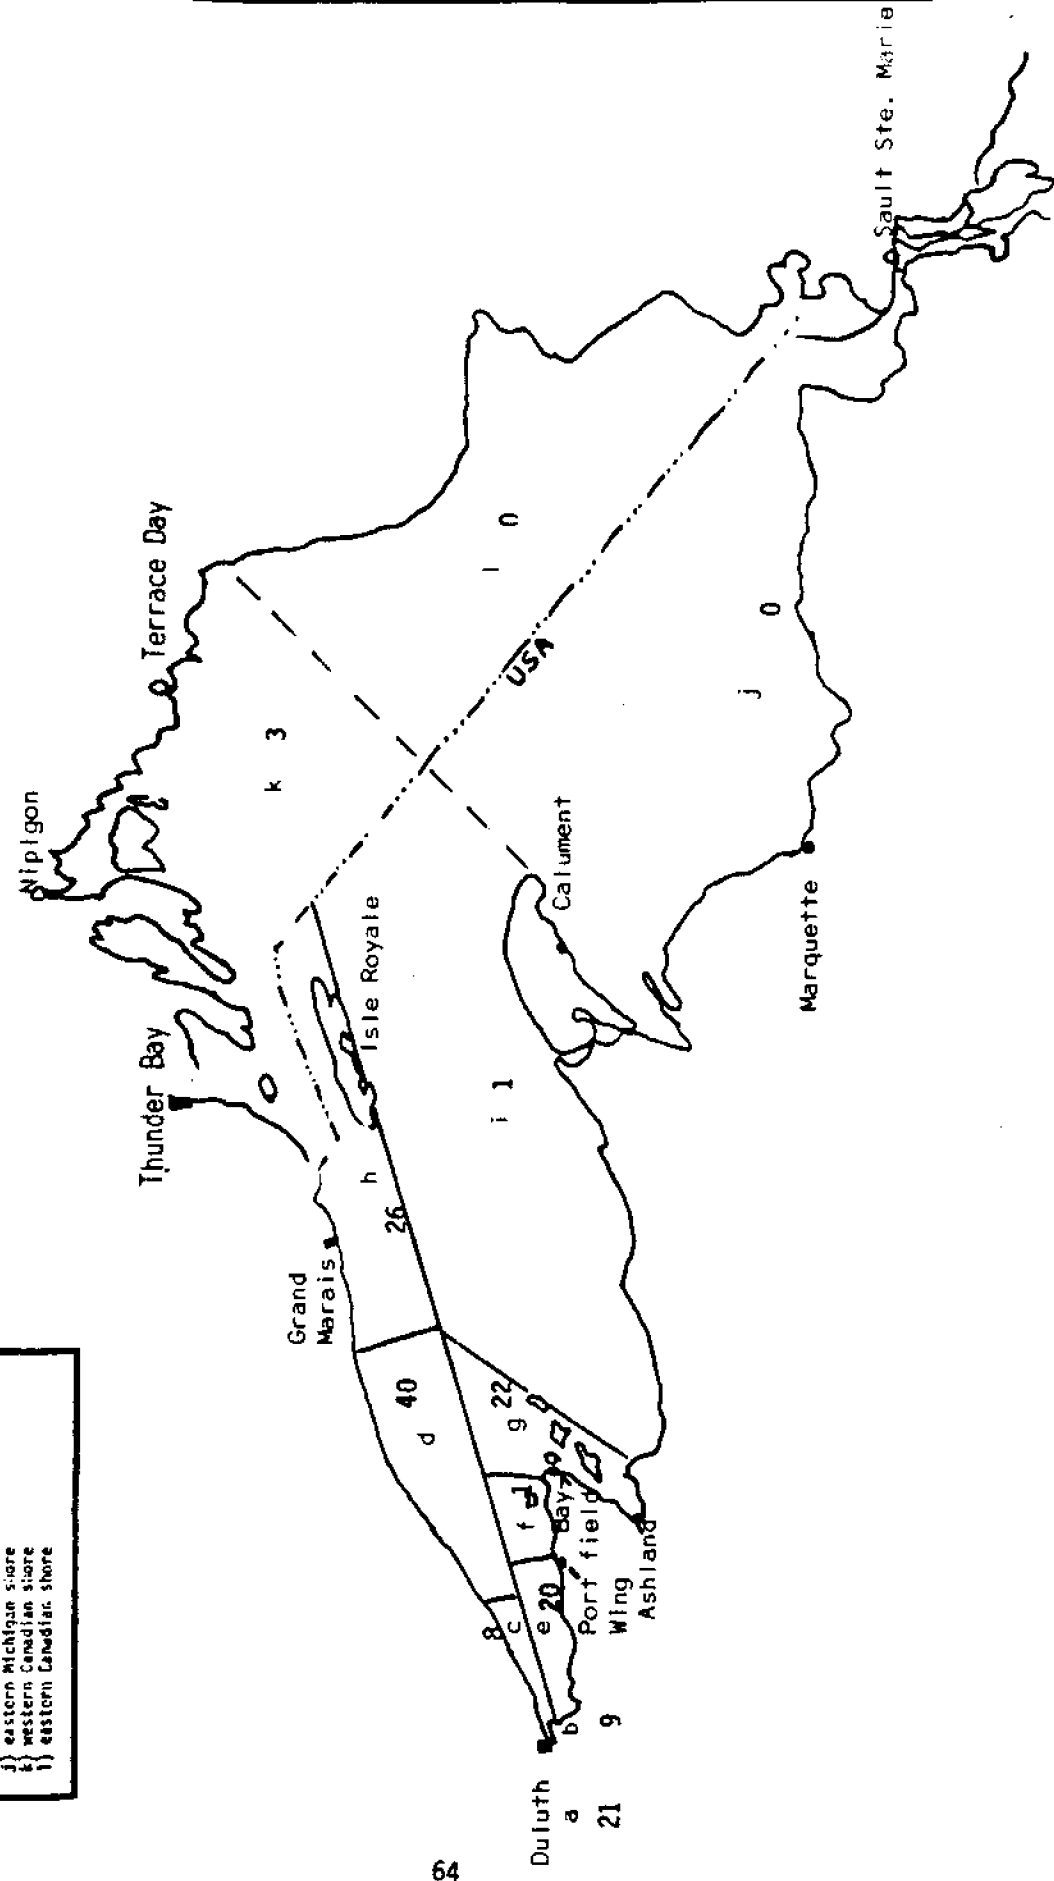 j) eastern Michigan shore
k) western Canadian shore
l) eastern Canadian shore
Nipigon
Thunder Bay
Terrace Day
Grand
Marais
Isle Royale
Sault Ste. Marie
k 3
l 0
USA
h
26
40
d
22
g
i 1
Calument
j 0
Marquette
8
c
e
20
f
Bay
Port field
Wing
Ashland
Duluth
a
21
b
9
64